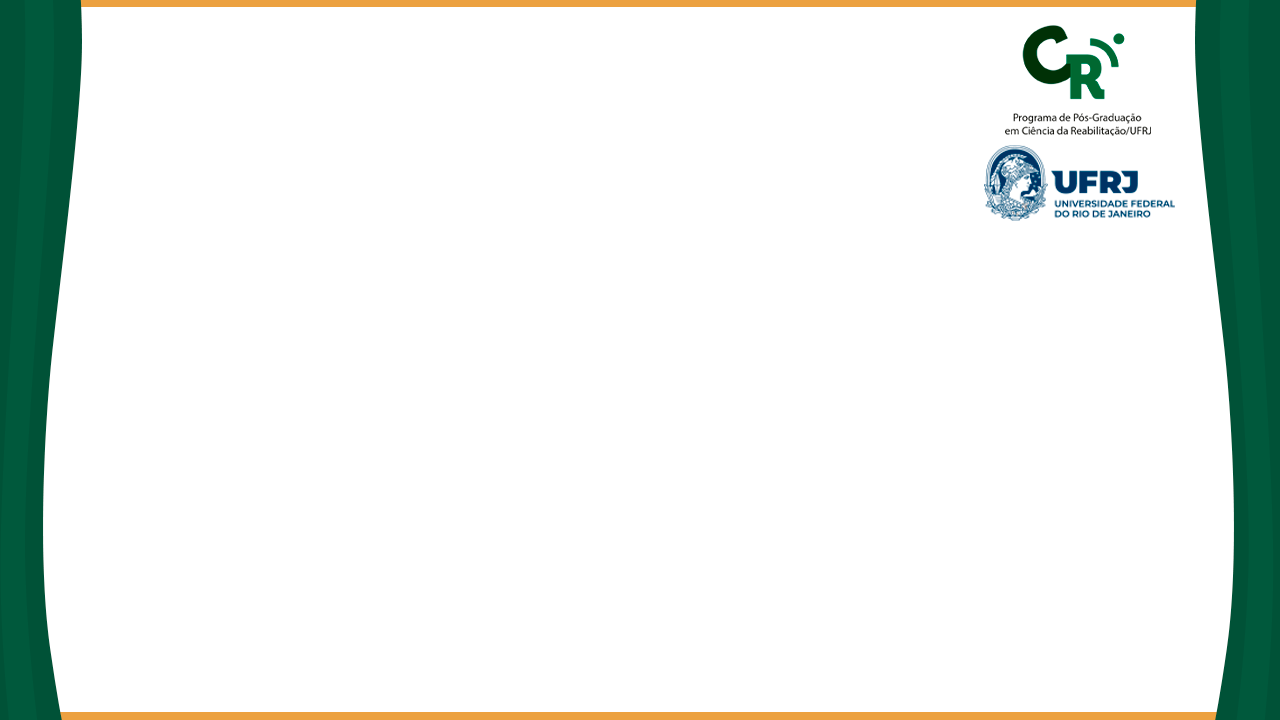 CR
Programa de Pós-Graduação
em Ciência da Reabilitação/UFRJ
UFRJ
UNIVERSIDADE FEDERAL
DO RIO DE JANEIRO